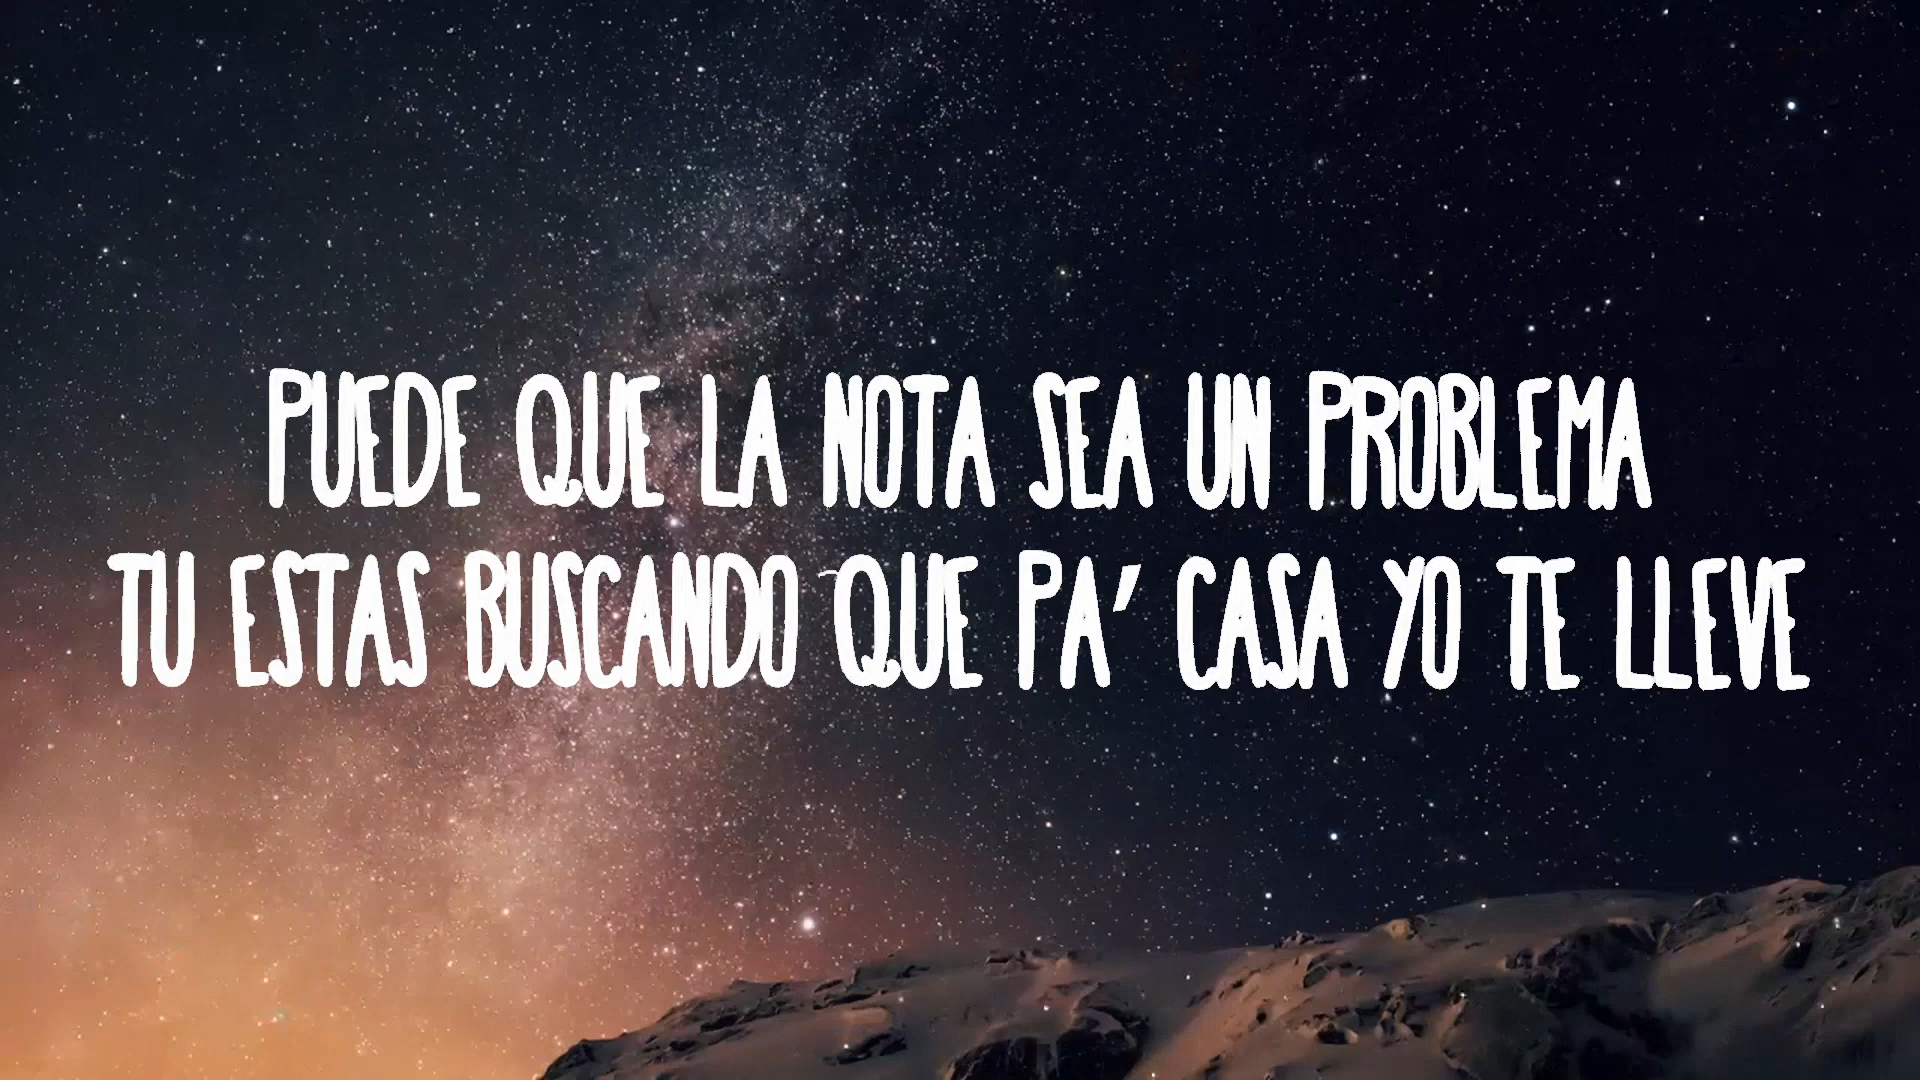 PUEDE QUE LA NOTA SEA UN PROBLEMA
TU ESTAS BUSCANDO QUE PA' CASA YO TE LLEVE